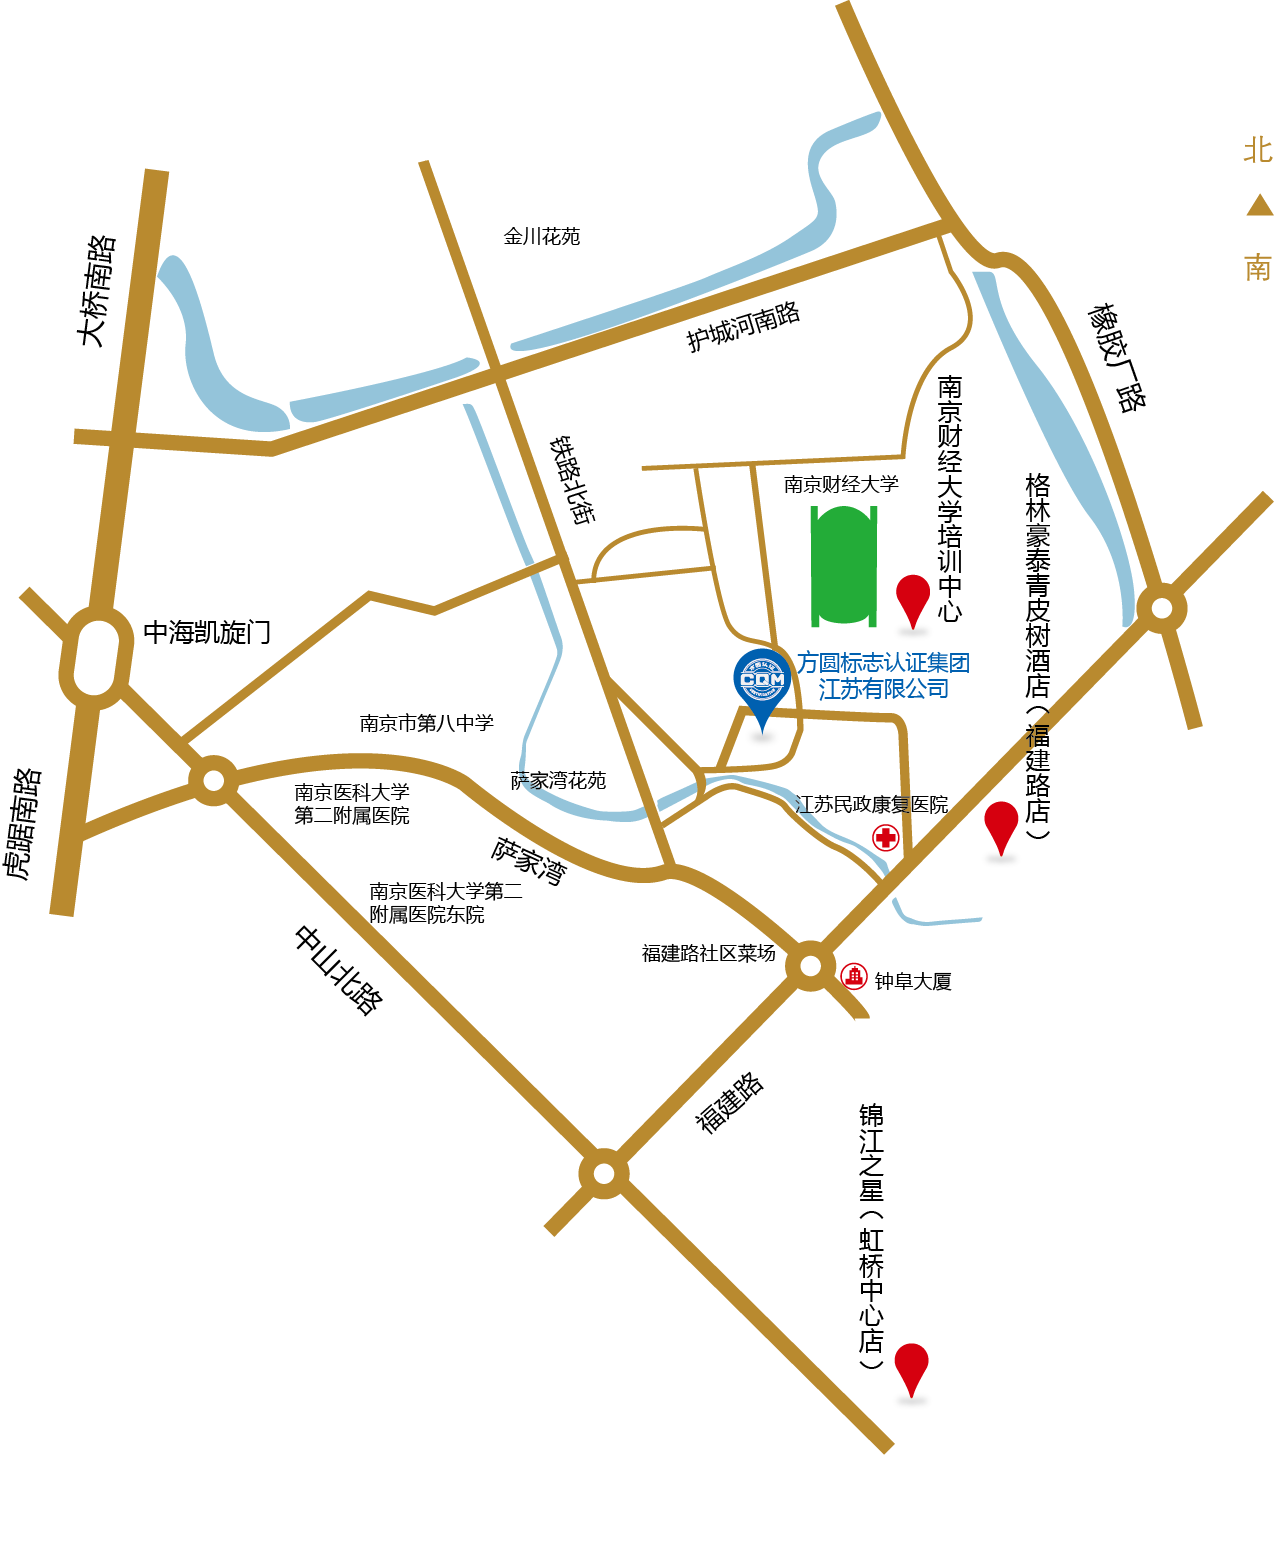 北
南
大桥南路
金川花苑
护城河南路
橡胶厂路
南京财经大学培训中心
铁路北街
南京财经大学
格林豪泰青皮树酒店（福建路店）
中海凯旋门
方圆标志认证集团
江苏有限公司
CQM
南京市第八中学
虎踞南路
萨家湾花苑
南京医科大学
第二附属医院
江苏民政康复医院
萨家湾
南京医科大学第二
附属医院东院
中山北路
福建路社区菜场
钟阜大厦
福建路
锦江之星（虹桥中心店）